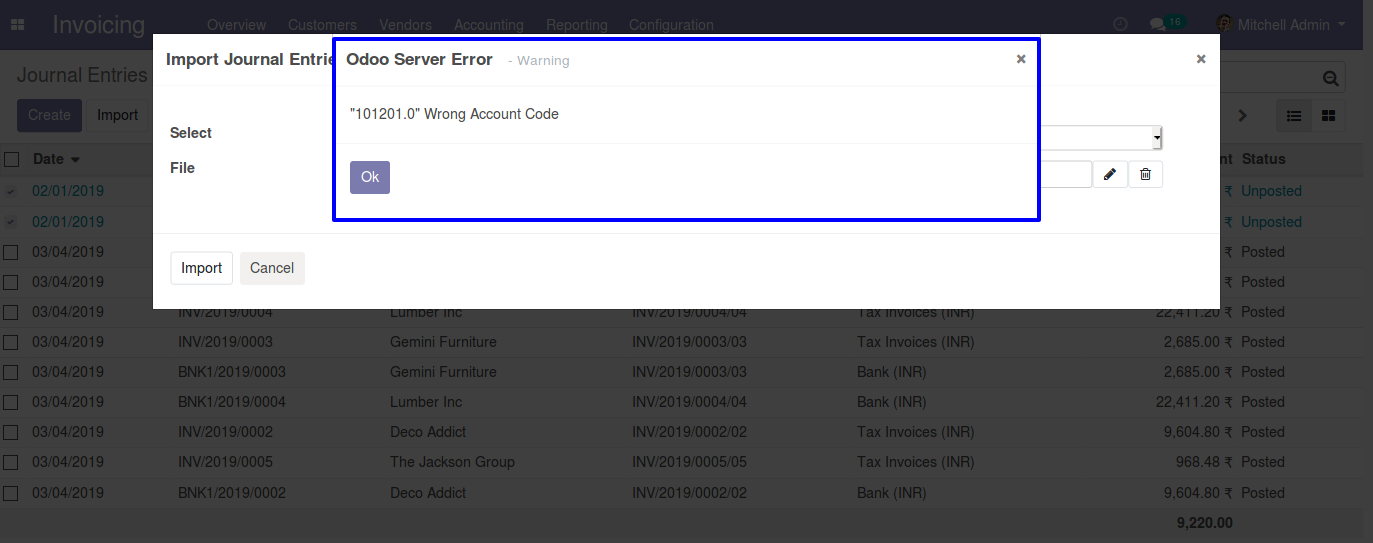 Invoicing Overview Customers Vendors Accounting Reporting Configuration 16 Mitchell Admin
Journal Entries
Create Import
Import Journal Entrie
Odoo Server Error - Warning
"101201.0" Wrong Account Code
Ok
Select
File
Import Cancel
Date nt Status
02/01/2019 ₹ Unposted
02/01/2019 ₹ Unposted
03/04/2019 ₹ Posted
03/04/2019 ₹ Posted
03/04/2019 INV/2019/0004 Lumber Inc INV/2019/0004/04 Tax Invoices (INR) 22,411.20 ₹ Posted
03/04/2019 INV/2019/0003 Gemini Furniture INV/2019/0003/03 Tax Invoices (INR) 2,685.00 ₹ Posted
03/04/2019 BNK1/2019/0003 Gemini Furniture INV/2019/0003/03 Bank (INR) 2,685.00 ₹ Posted
03/04/2019 BNK1/2019/0004 Lumber Inc INV/2019/0004/04 Bank (INR) 22,411.20 ₹ Posted
03/04/2019 INV/2019/0002 Deco Addict INV/2019/0002/02 Tax Invoices (INR) 9,604.80 ₹ Posted
03/04/2019 INV/2019/0005 The Jackson Group INV/2019/0005/05 Tax Invoices (INR) 968.48 ₹ Posted
03/04/2019 BNK1/2019/0002 Deco Addict INV/2019/0002/02 Bank (INR) 9,604.80 ₹ Posted
9,220.00